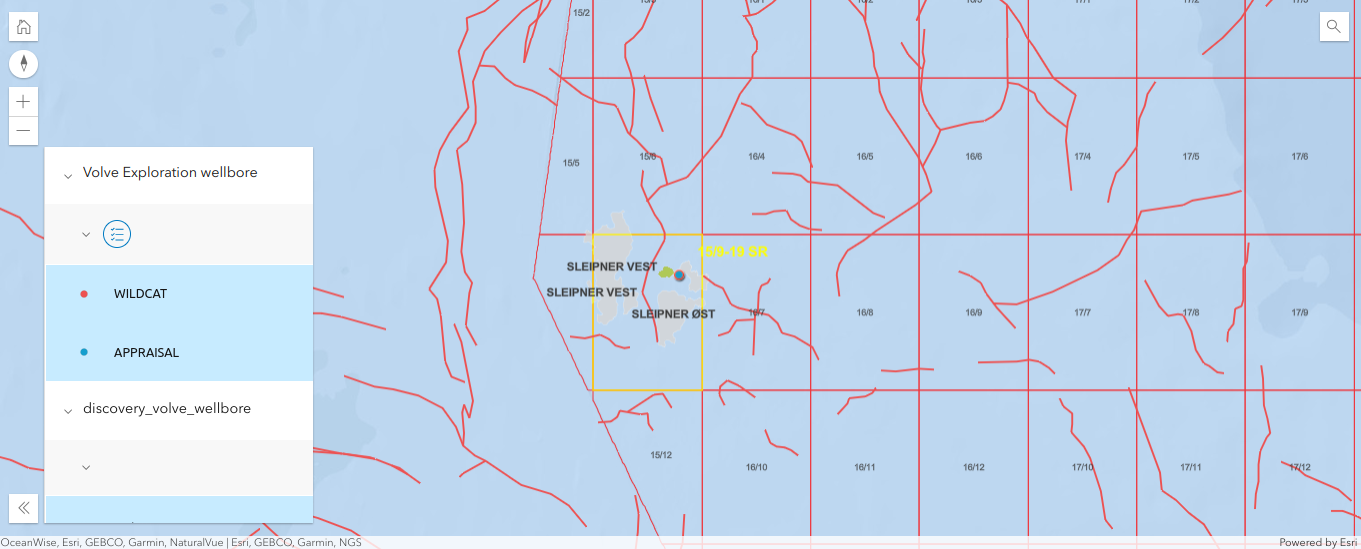 15/2
15/3
16/1
16/2
16/3
17/1
17/2
17/3
Volve Exploration wellbore
WILDCAT
APPRAISAL
discovery_volve_wellbore
15/5
15/6
16/4
16/5
16/6
17/4
17/5
17/6
15/9-19 SR
SLEIPNER VEST
SLEIPNER VEST
SLEIPNER ØST
16/7
16/8
16/9
17/7
17/8
17/9
15/12
16/10
16/11
16/12
17/10
17/11
17/12
OceanWise, Esri, GEBCO, Garmin, NaturalVue | Esri, GEBCO, Garmin, NGS
Powered by Esri